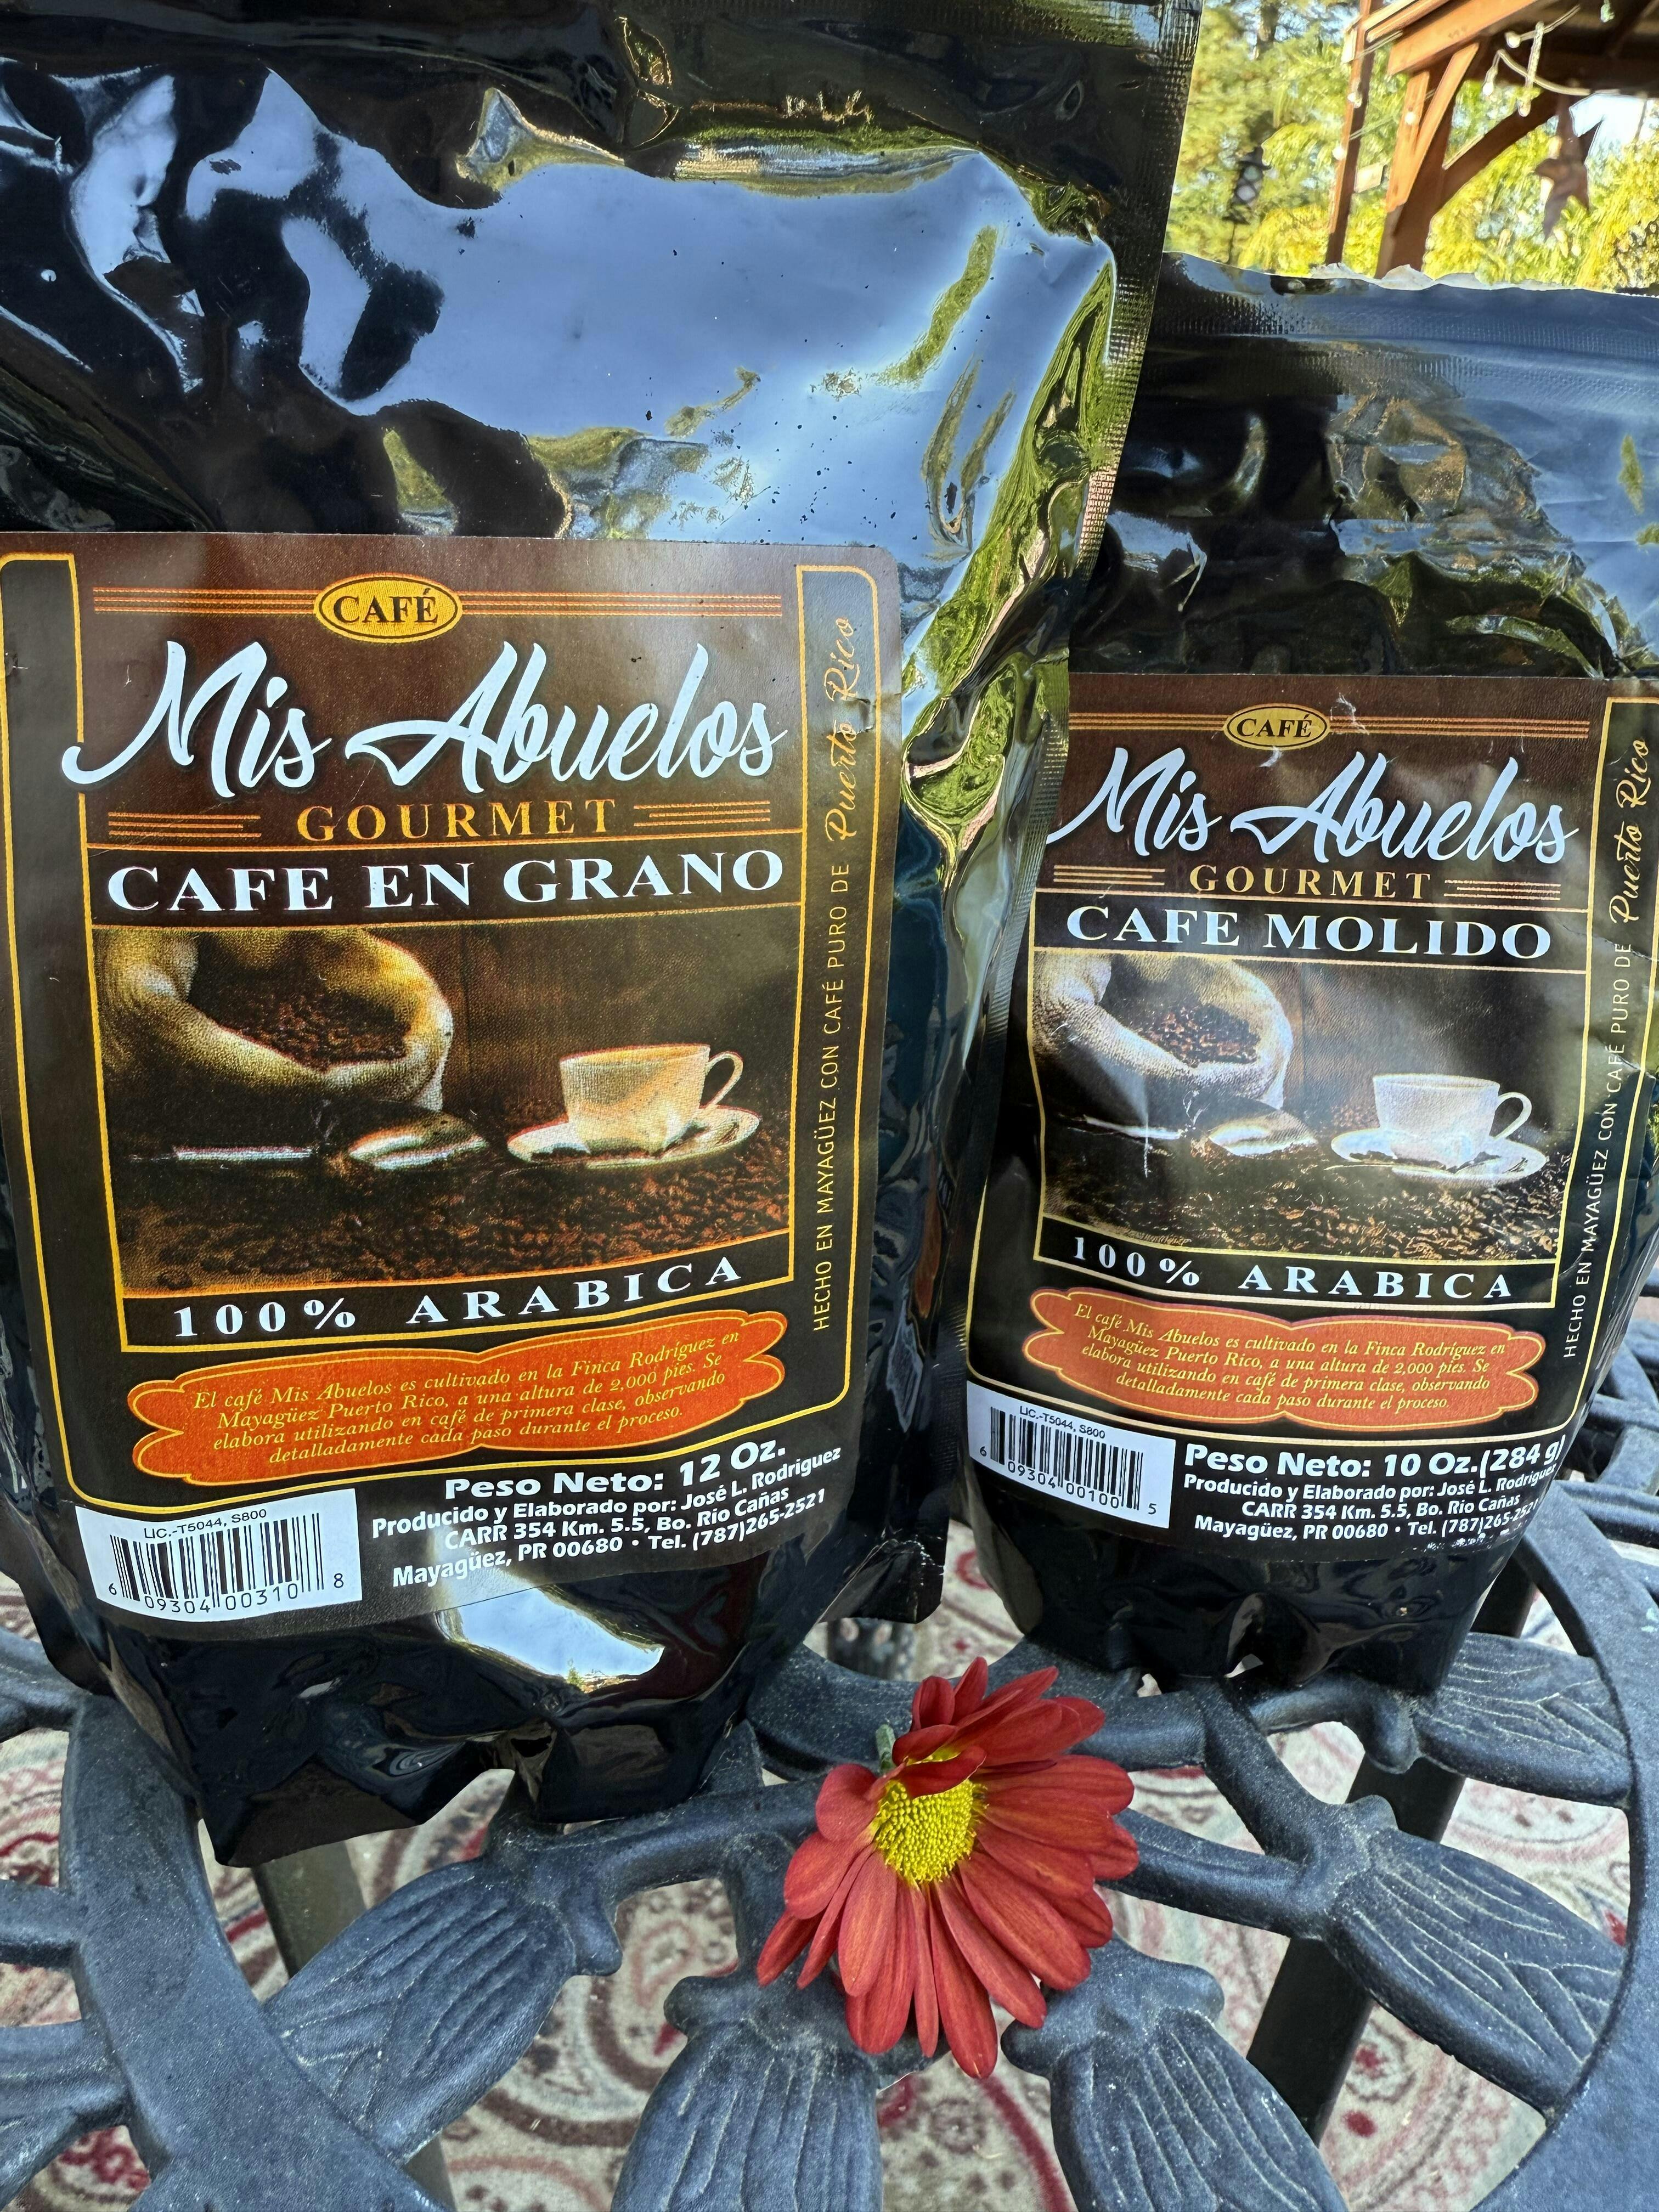 CAFÉ
Mis Abuelos
GOURMET
CAFE EN GRANO
100% ARABICA
El café Mis Abuelos es cultivado en la Finca Rodríguez en
Mayagüez Puerto Rico, a una altura de 2,000 pies. Se
elabora utilizando en café de primera clase, observando
detalladamente cada paso durante el proceso.
HECHO EN MAYAGÜEZ CON CAFÉ PURO DE Puerto Rico
Peso Neto: 12 Oz.
Producido y Elaborado por: José L. Rodríguez
CARR 354 Km. 5.5, Bo. Rio Cañas
Mayagüez, PR 00680 • Tel. (787)265-2521
LIC.-T5044, S800
6 09304 00310 8
CAFÉ
Mis Abuelos
GOURMET
CAFE MOLIDO
100% ARABICA
El café Mis Abuelos es cultivado en la Finca Rodríguez en
Mayagüez Puerto Rico, a una altura de 2,000 pies. Se
elabora utilizando en café de primera clase, observando
detalladamente cada paso durante el proceso.
HECHO EN MAYAGÜEZ CON CAFÉ PURO DE Puerto Rico
LIC.-T5044, S800
6 09304 00100 5
Peso Neto: 10 Oz.(284 g)
Producido y Elaborado por: José L. Rodríguez
CARR 354 Km. 5.5, Bo. Rio Cañas
Mayagüez, PR 00680 • Tel. (787)265-2521